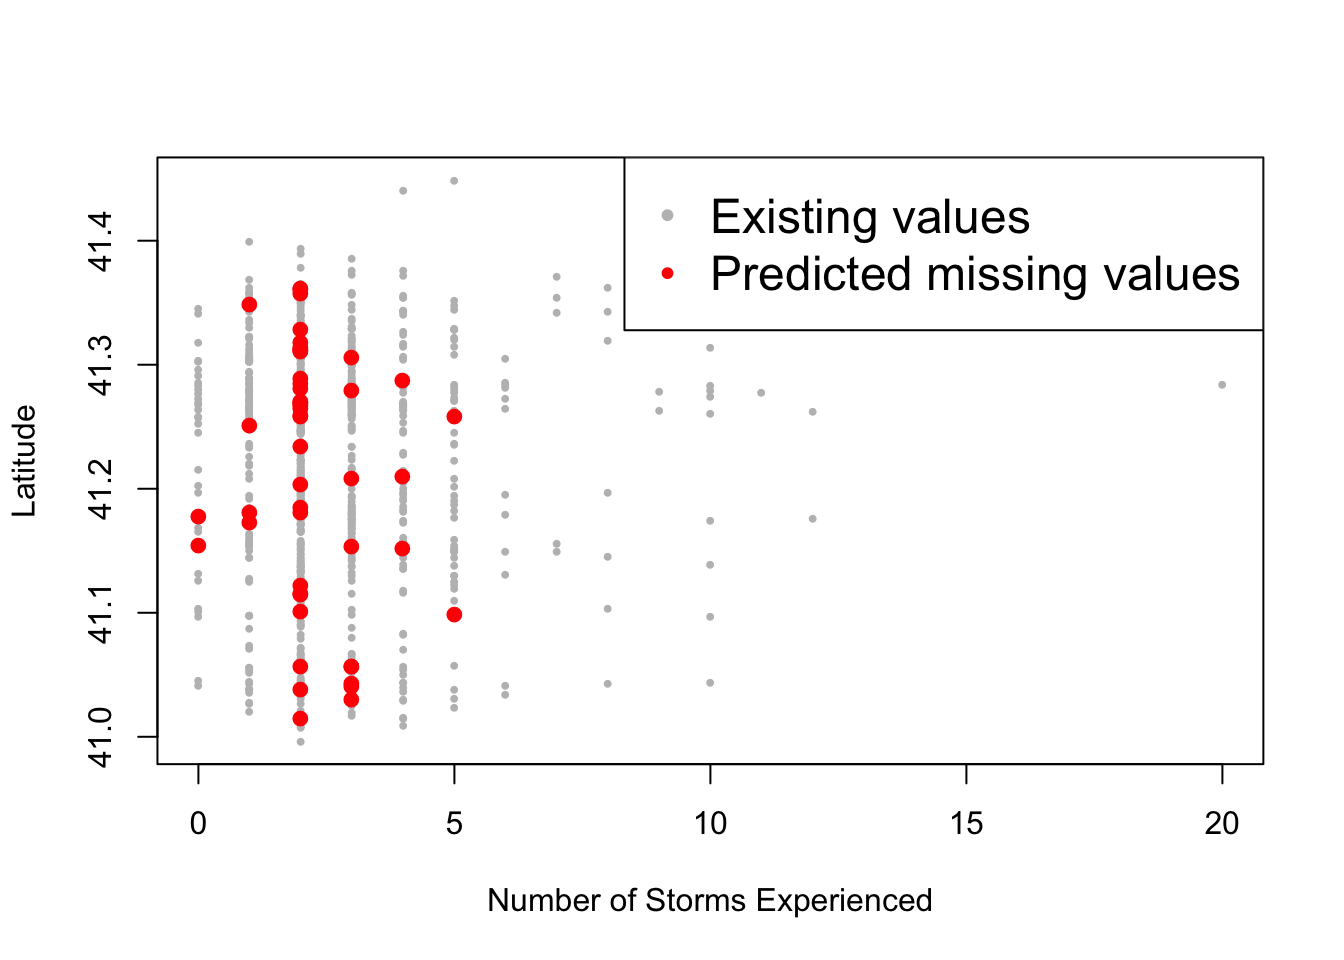 Existing values
Predicted missing values
Latitude
41.4
41.3
41.2
41.1
41.0
0 5 10 15 20
Number of Storms Experienced